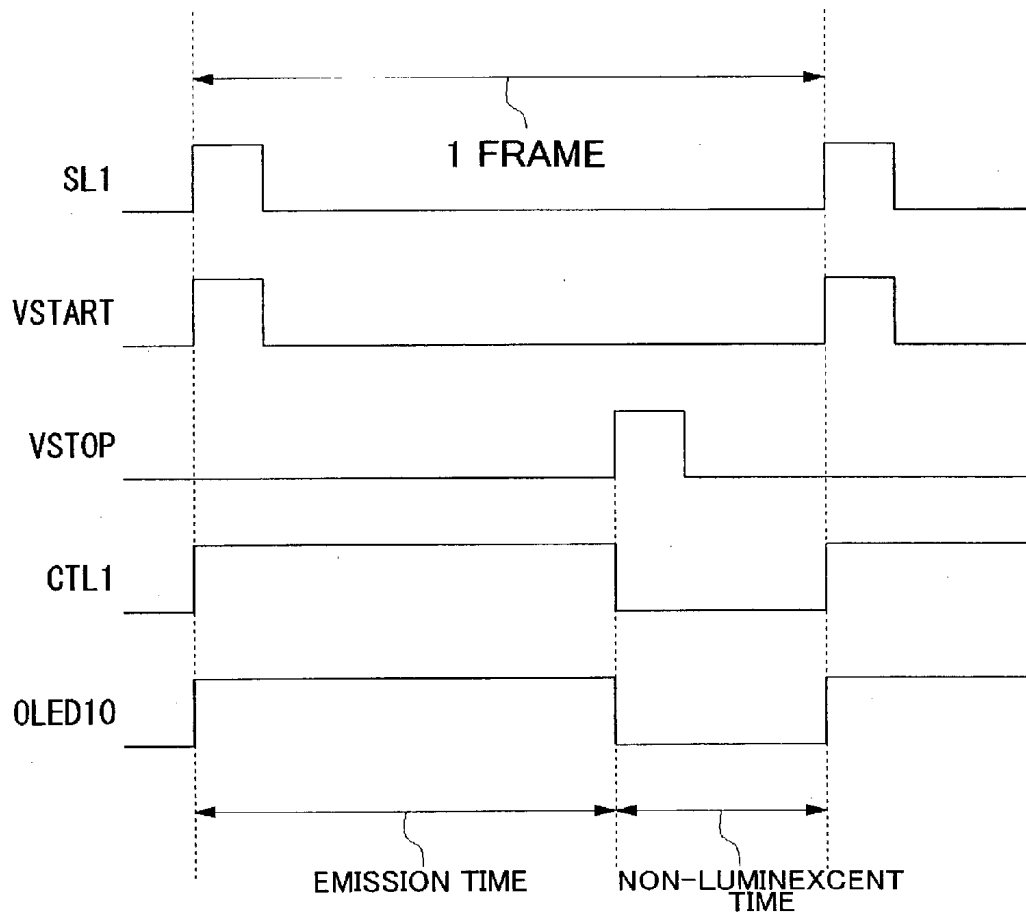 1 FRAME
SL1
VSTART
VSTOP
CTL1
OLED10
EMISSION TIME
NON-LUMINEXCENT
TIME